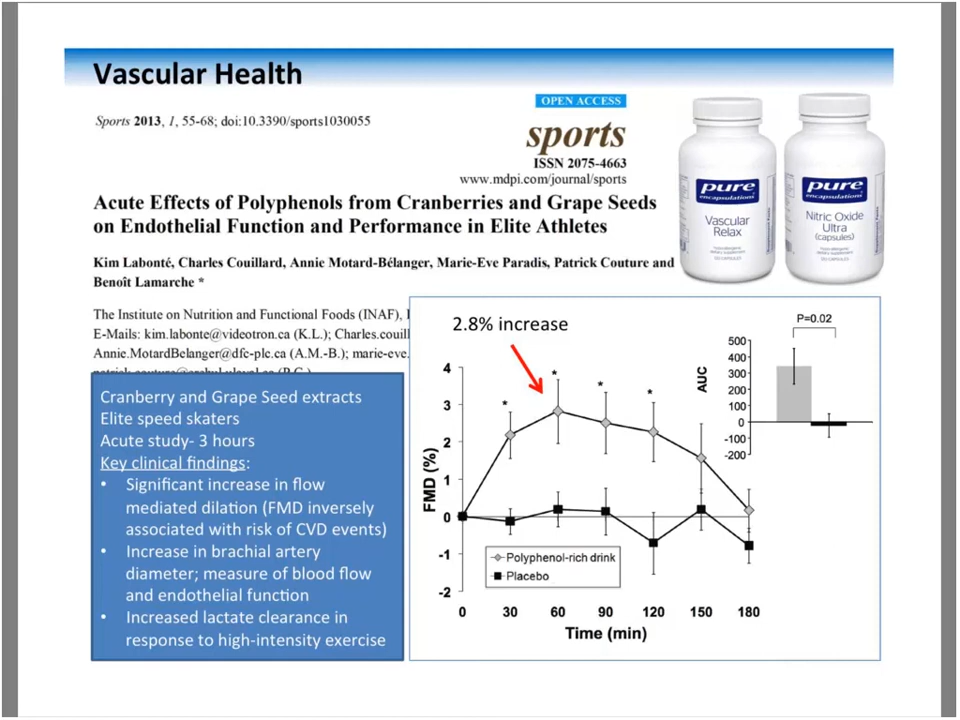 Vascular Health
Sports 2013, 1, 55-68; doi:10.3390/sports1030055
OPEN ACCESS
sports
ISSN 2075-4663
www.mdpi.com/journal/sports
Acute Effects of Polyphenols from Cranberries and Grape Seeds
on Endothelial Function and Performance in Elite Athletes
Kim Labonté, Charles Couillard, Annie Motard-Bélanger, Marie-Eve Paradis, Patrick Couture and
Benoît Lamarche *
The Institute on Nutrition and Functional Foods (INAF),
E-Mails: kim.labonte@videotron.ca (K.L.); Charles.couill
Annie.MotardBelanger@dfc-plc.ca (A.M.-B.); marie-eve.
pure
encapsulations
Vascular
Relax
pure
encapsulations
Nitric Oxide
Ultra
(capsules)
Cranberry and Grape Seed extracts
Elite speed skaters
Acute study- 3 hours
Key clinical findings:
• Significant increase in flow
mediated dilation (FMD inversely
associated with risk of CVD events)
• Increase in brachial artery
diameter; measure of blood flow
and endothelial function
• Increased lactate clearance in
response to high-intensity exercise
2.8% increase
P=0.02
AUC
500
400
300
200
100
0
-100
-200
FMD (%)
4
3
2
1
0
-1
-2
* * * *
Polyphenol-rich drink
Placebo
0 30 60 90 120 150 180
Time (min)